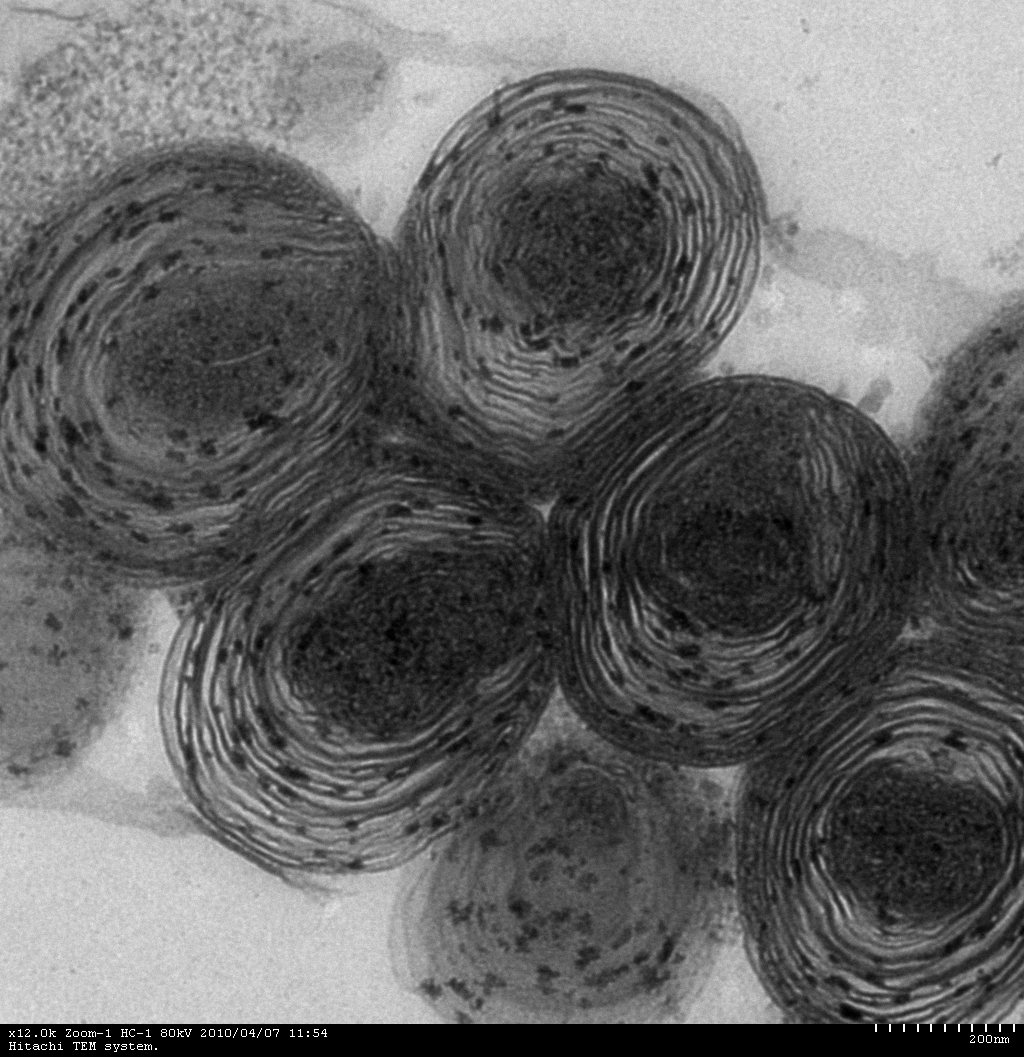 x12.0k Zoom-1 HC-1 80kV 2010/04/07 11:54
Hitachi TEM system.
200nm